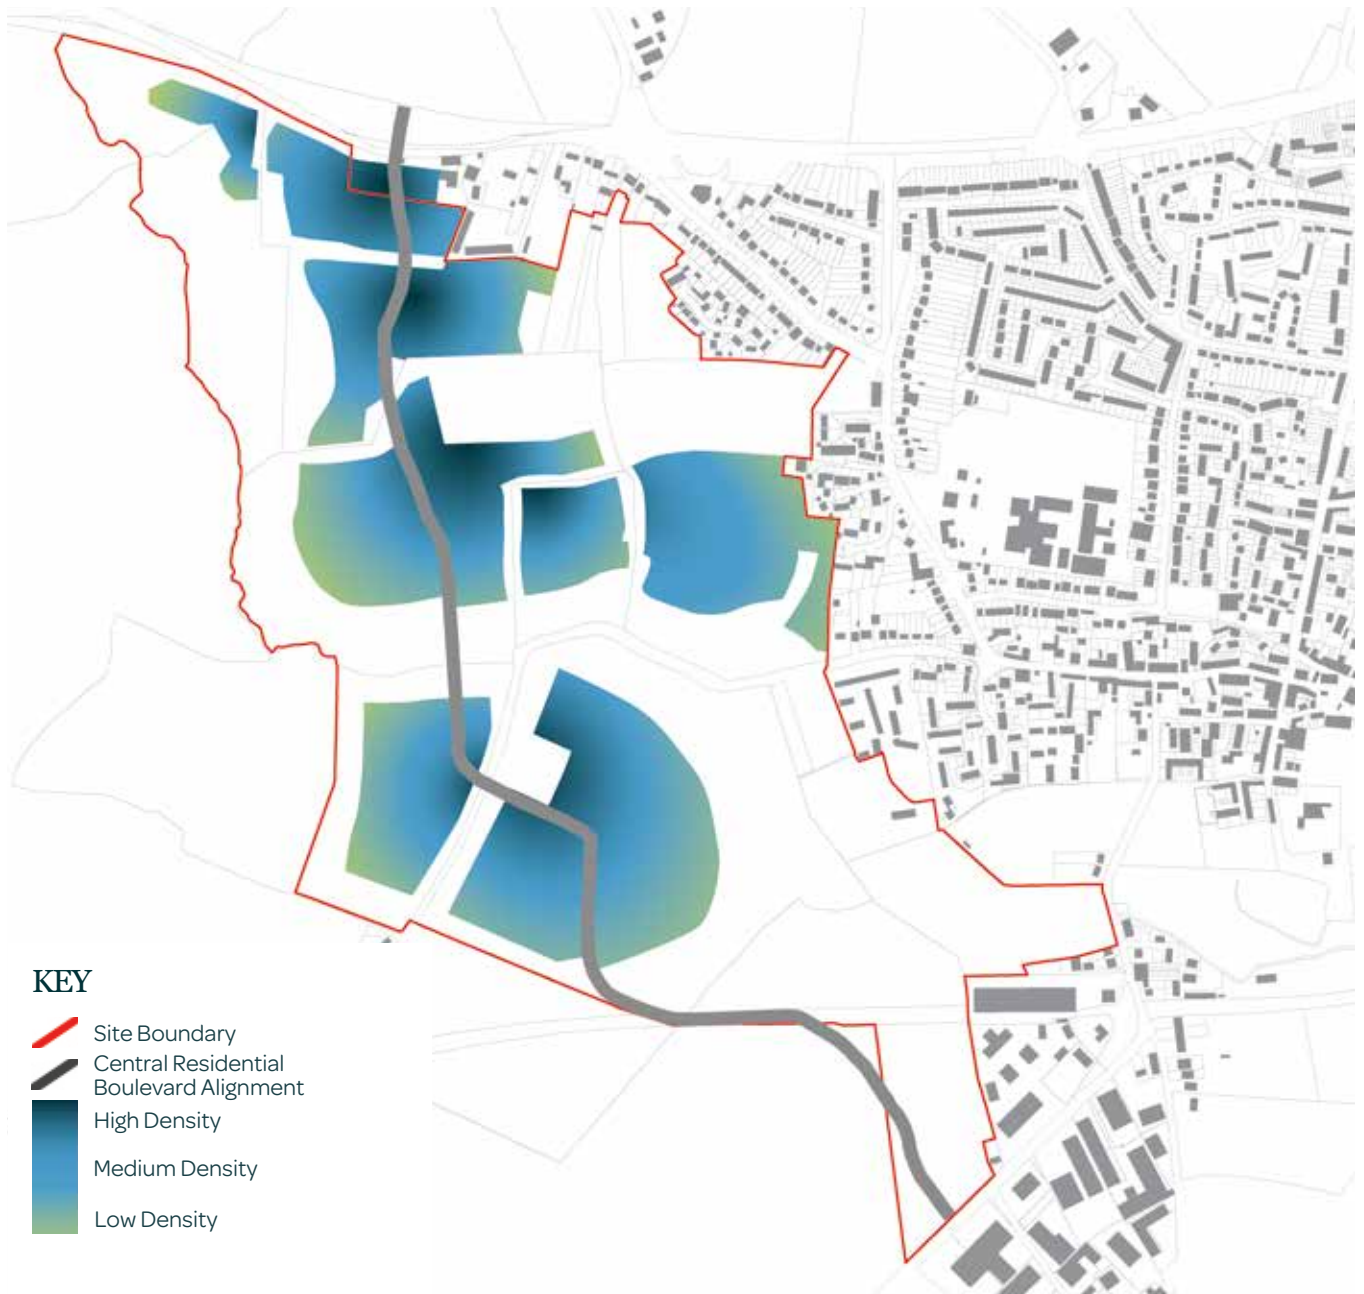 KEY
Site Boundary
Central Residential
Boulevard Alignment
High Density
Medium Density
Low Density